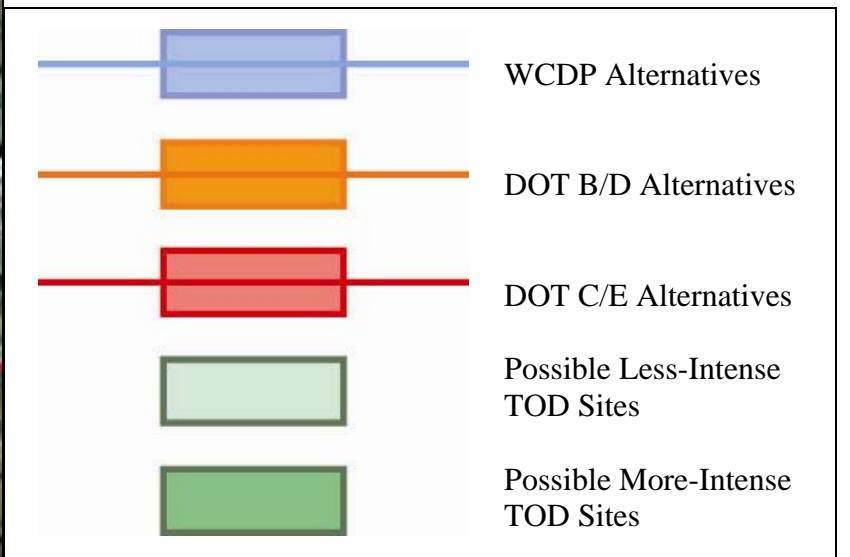 WCDP Alternatives
DOT B/D Alternatives
DOT C/E Alternatives
Possible Less-Intense
TOD Sites
Possible More-Intense
TOD Sites